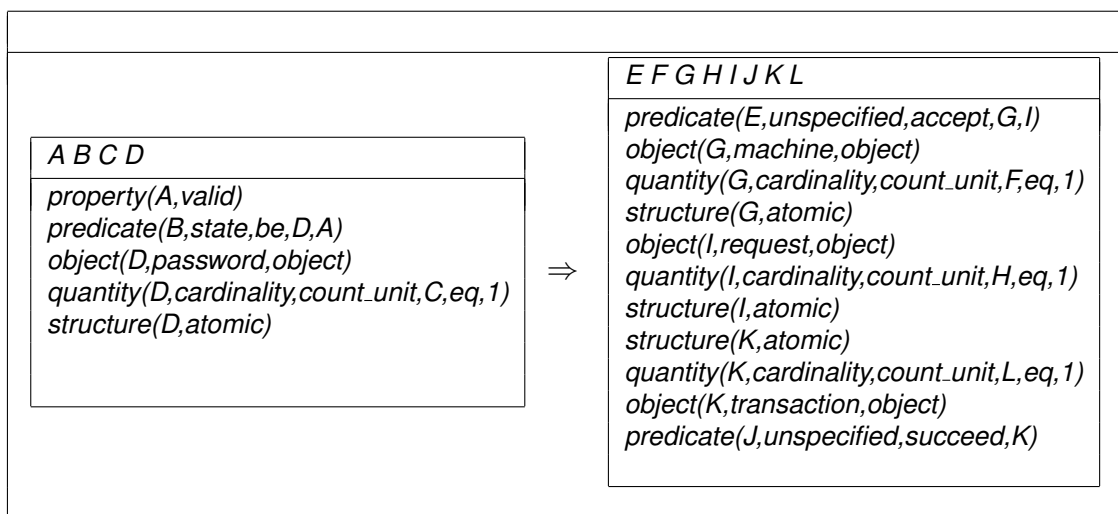 A B C D
property(A,valid)
predicate(B,state,be,D,A)
object(D,password,object)
quantity(D,cardinality,count_unit,C,eq,1)
structure(D,atomic)
⇒
E F G H I J K L
predicate(E,unspecified,accept,G,I)
object(G,machine,object)
quantity(G,cardinality,count_unit,F,eq,1)
structure(G,atomic)
object(I,request,object)
quantity(I,cardinality,count_unit,H,eq,1)
structure(I,atomic)
structure(K,atomic)
quantity(K,cardinality,count_unit,L,eq,1)
object(K,transaction,object)
predicate(J,unspecified,succeed,K)